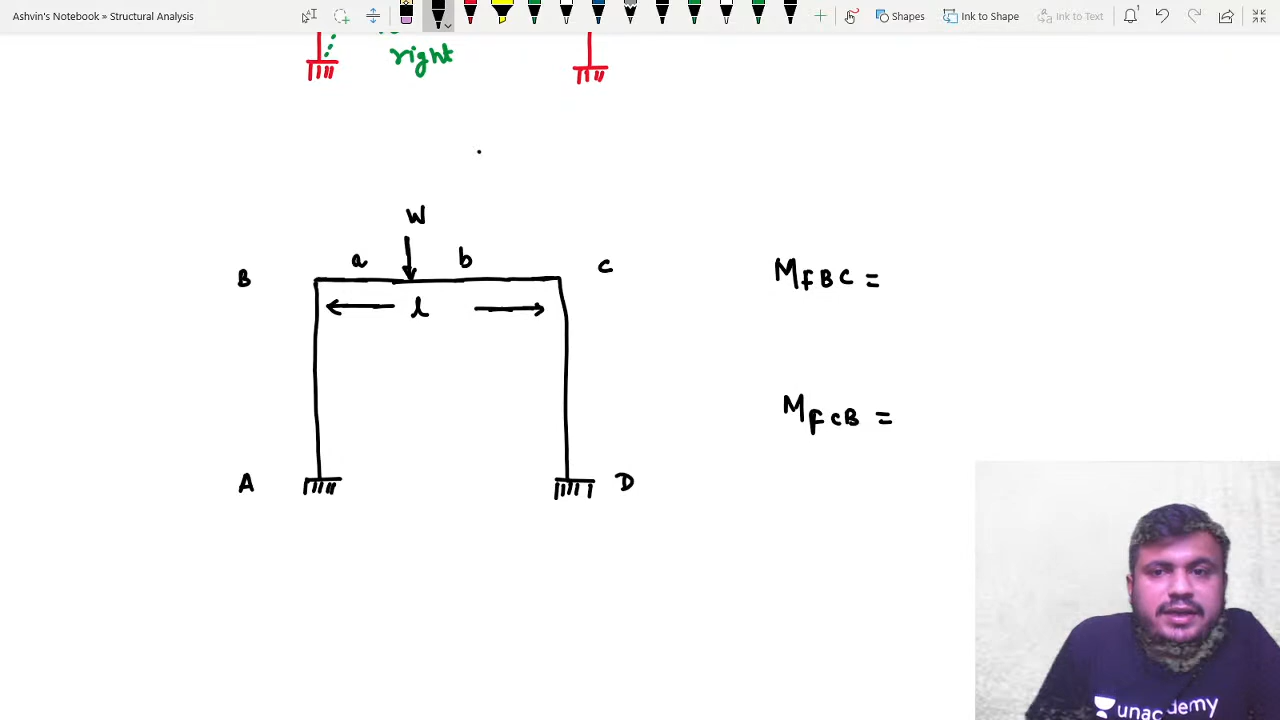 Ashvin's Notebook » Structural Analysis
Shapes
Ink to Shape
Ink to Text
right
W
a b
B C
l
A D
MFBC =
MFCB =
unacademy